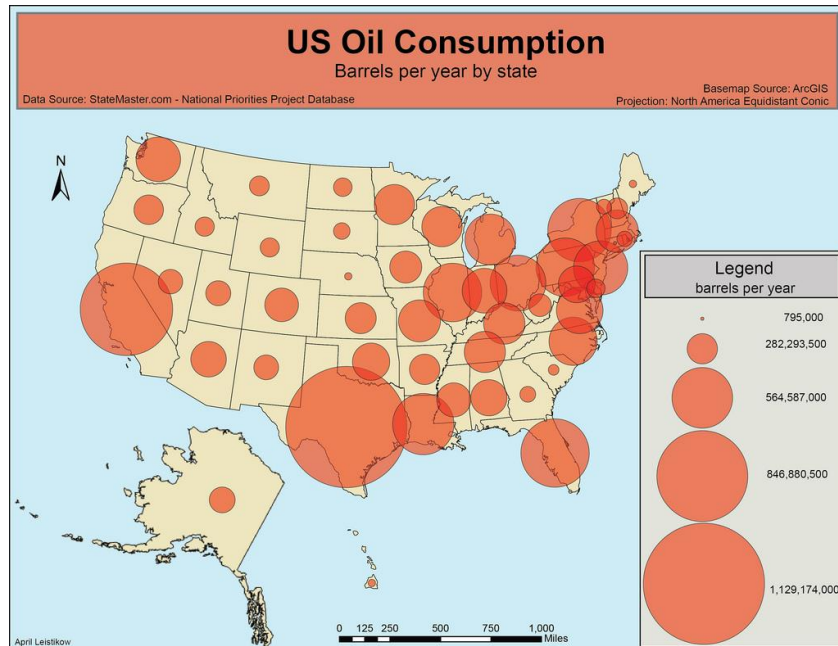 US Oil Consumption
Barrels per year by state
Data Source: StateMaster.com - National Priorities Project Database
Basemap Source: ArcGIS
Projection: North America Equidistant Conic
N
Legend
barrels per year
795,000
282,293,500
564,587,000
846,880,500
1,129,174,000
0 125 250 500 750 1,000
Miles
April Leistikow